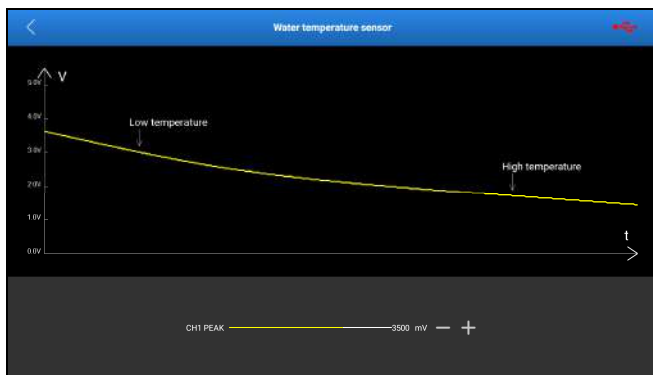 Water temperature sensor
V
5.0V
4.0V
Low temperature
3.0V
High temperature
2.0V
1.0V
t
0.0V
CH1 PEAK 3500 mV